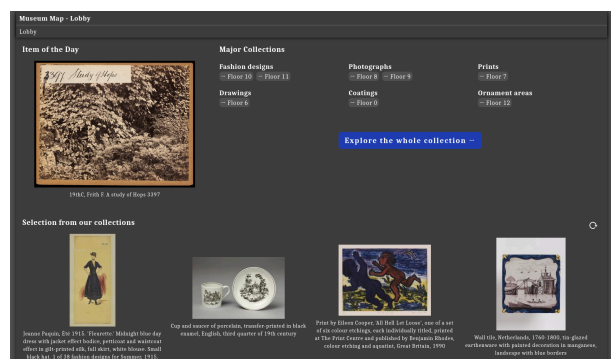 Museum Map - Lobby
Lobby
Item of the Day
3397 Study of Hops
19thC, Frith F A study of Hops 3397
Major Collections
Fashion designs
→ Floor 10 → Floor 11
Photographs
→ Floor 8 → Floor 9
Prints
→ Floor 7
Drawings
→ Floor 6
Coatings
→ Floor 0
Ornament areas
→ Floor 12
Explore the whole collection →
Selection from our collections
Jeanne Paquin, Été 1915. 'Fleurette.' Midnight blue day
dress with jacket effect bodice, petticoat and waistcoat
effect in gilt-printed silk, full skirt, white blouse. Small
black hat. 1 of 38 fashion designs for Summer, 1915.
Cup and saucer of porcelain, transfer-printed in black
enamel, English, third quarter of 19th century
Print by Eileen Cooper, 'All Hell Let Loose', one of a set
of six colour etchings, each individually titled, printed
at The Print Centre and published by Benjamin Rhodes,
colour etching and aquatint, Great Britain, 1990
Wall tile, Netherlands, 1760-1800, tin-glazed
earthenware with painted decoration in manganese,
landscape with blue borders